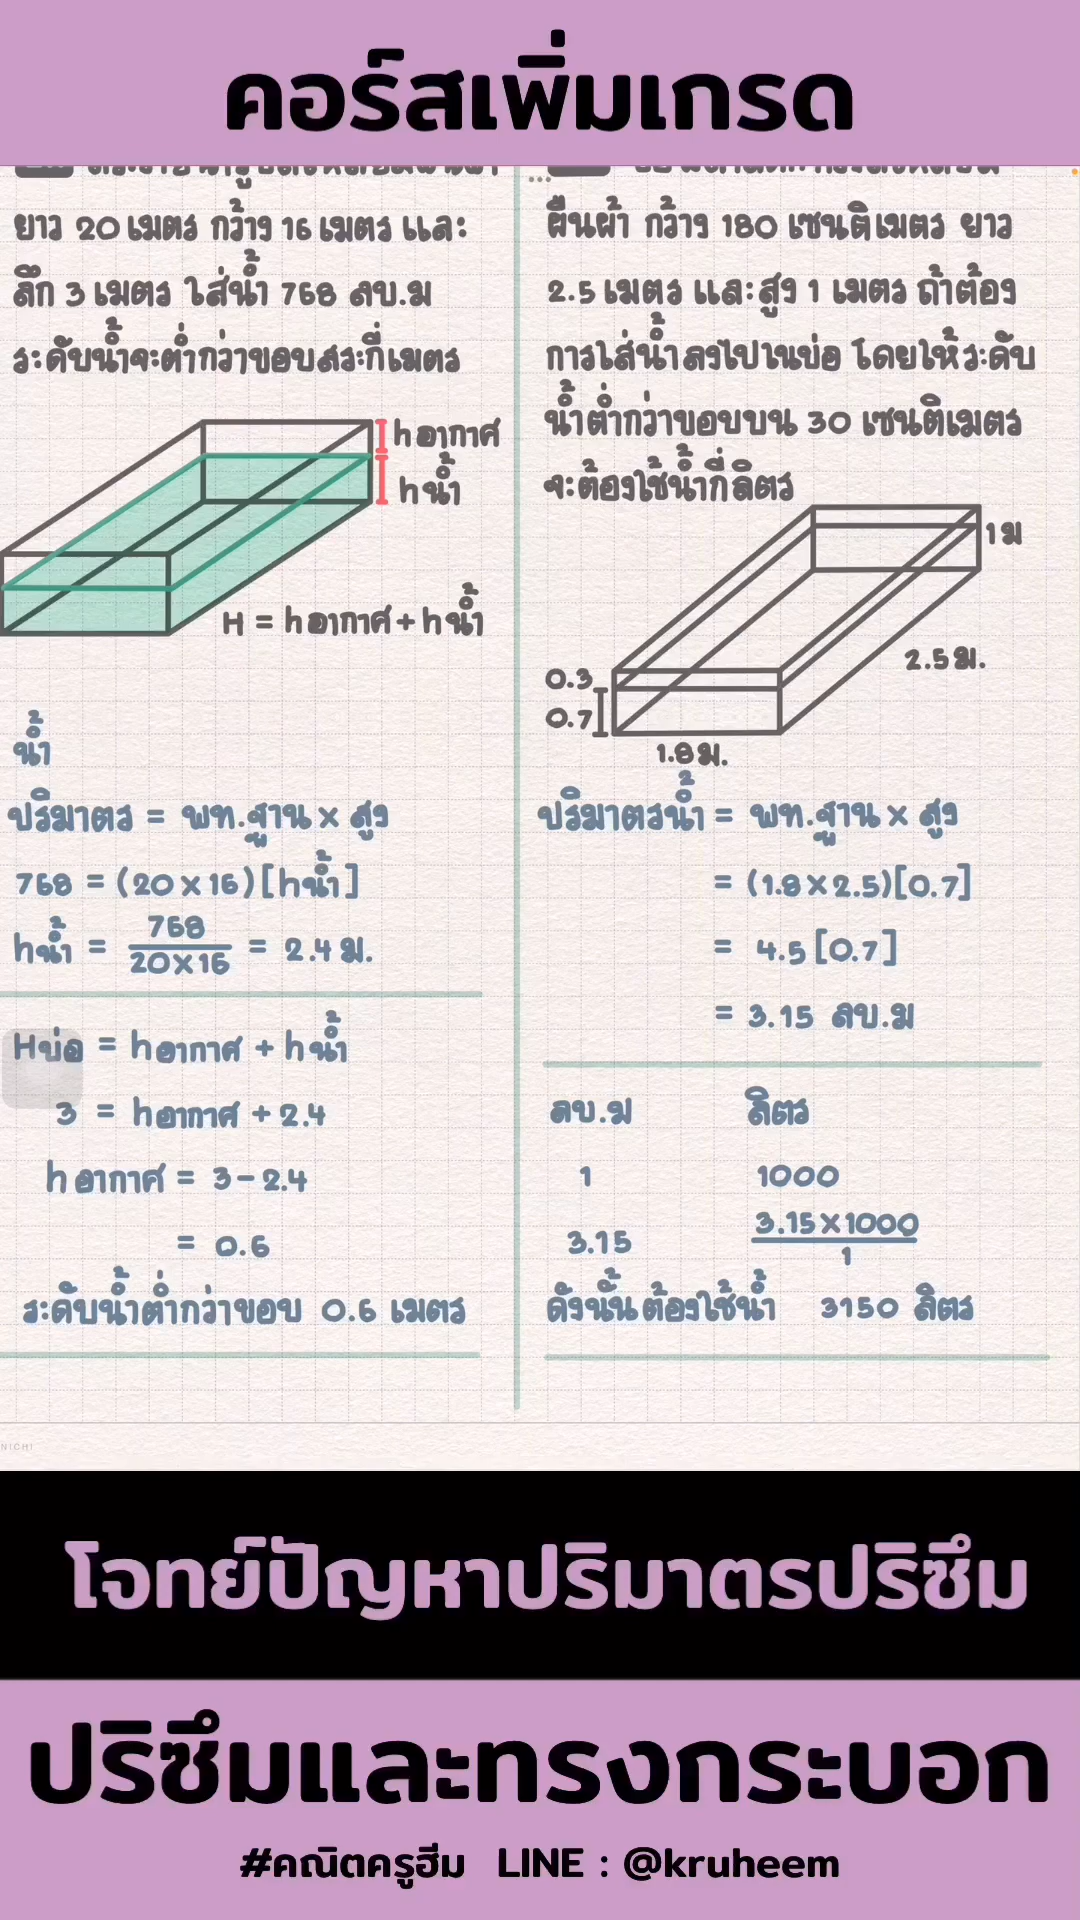 คอร์สเพิ่มเกรด
ยาว 20 เมตร กว้าง 16 เมตร และ
ลึก 3 เมตร ใส่น้ำ 768 ลบ.ม
ระดับน้ำจะต่ำกว่าขอบสระกี่เมตร
h อากาศ
h น้ำ
H = h อากาศ + h น้ำ
น้ำ
ปริมาตร = พท.ฐาน x สูง
768 = (20 x 16) [h น้ำ]
h น้ำ = 768
20 x 16
= 2.4 ม.
H บ่อ = h อากาศ + h น้ำ
3 = h อากาศ + 2.4
h อากาศ = 3 - 2.4
= 0.6
ระดับน้ำต่ำกว่าขอบ 0.6 เมตร
ผืนผ้า กว้าง 180 เซนติเมตร ยาว
2.5 เมตร และสูง 1 เมตร ถ้าต้อง
การใส่น้ำลงไปในบ่อ โดยให้ระดับ
น้ำต่ำกว่าขอบบน 30 เซนติเมตร
จะต้องใช้น้ำกี่ลิตร
1 ม
2.5 ม.
0.3
0.7
1.8 ม.
ปริมาตรน้ำ = พท.ฐาน x สูง
= (1.8 x 2.5)[0.7]
= 4.5 [0.7]
= 3.15 ลบ.ม
ลบ.ม ลิตร
1 1000
3.15 3.15 x 1000
1
ดังนั้น ต้องใช้น้ำ 3150 ลิตร
NICHI
โจทย์ปัญหาปริมาตรปริซึม
ปริซึมและทรงกระบอก
#คณิตครูฮีม LINE : @kruheem